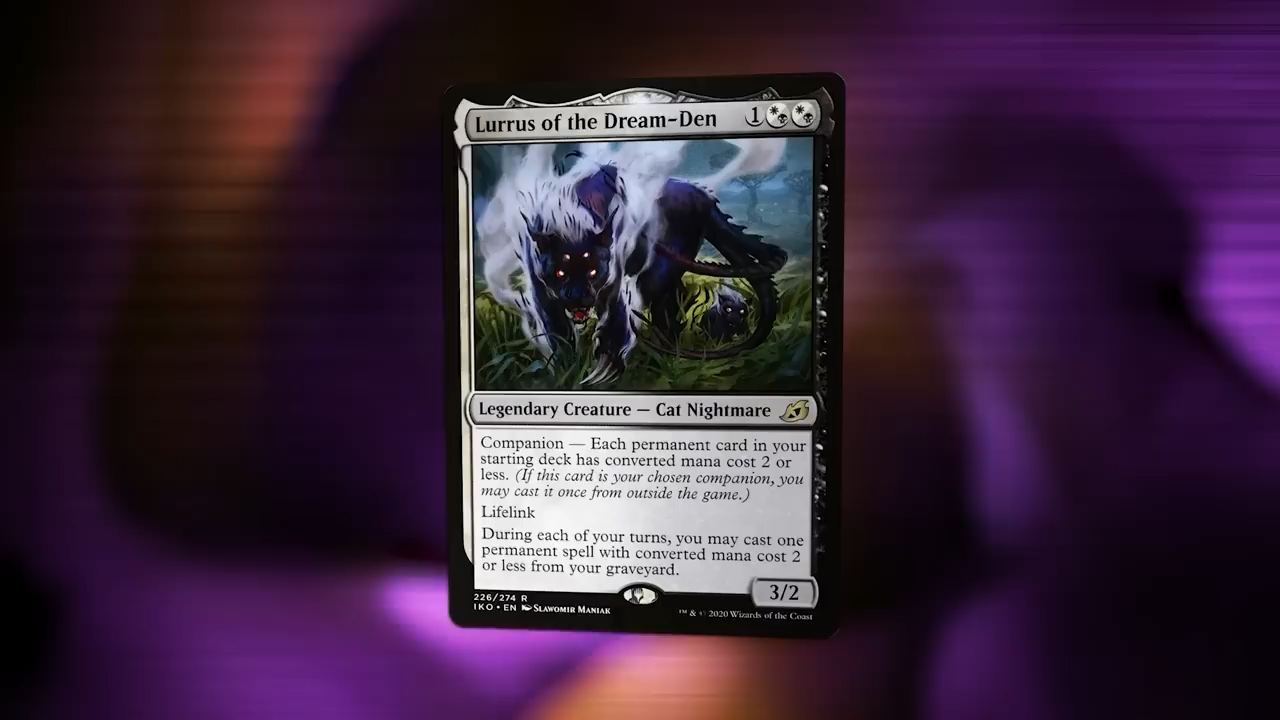 Lurrus of the Dream-Den 1
Legendary Creature — Cat Nightmare
Companion — Each permanent card in your
starting deck has converted mana cost 2 or
less. (If this card is your chosen companion, you
may cast it once from outside the game.)
Lifelink
During each of your turns, you may cast one
permanent spell with converted mana cost 2
or less from your graveyard.
3/2
226/274 R
IKO • EN Slawomir Maniak
™ & © 2020 Wizards of the Coast